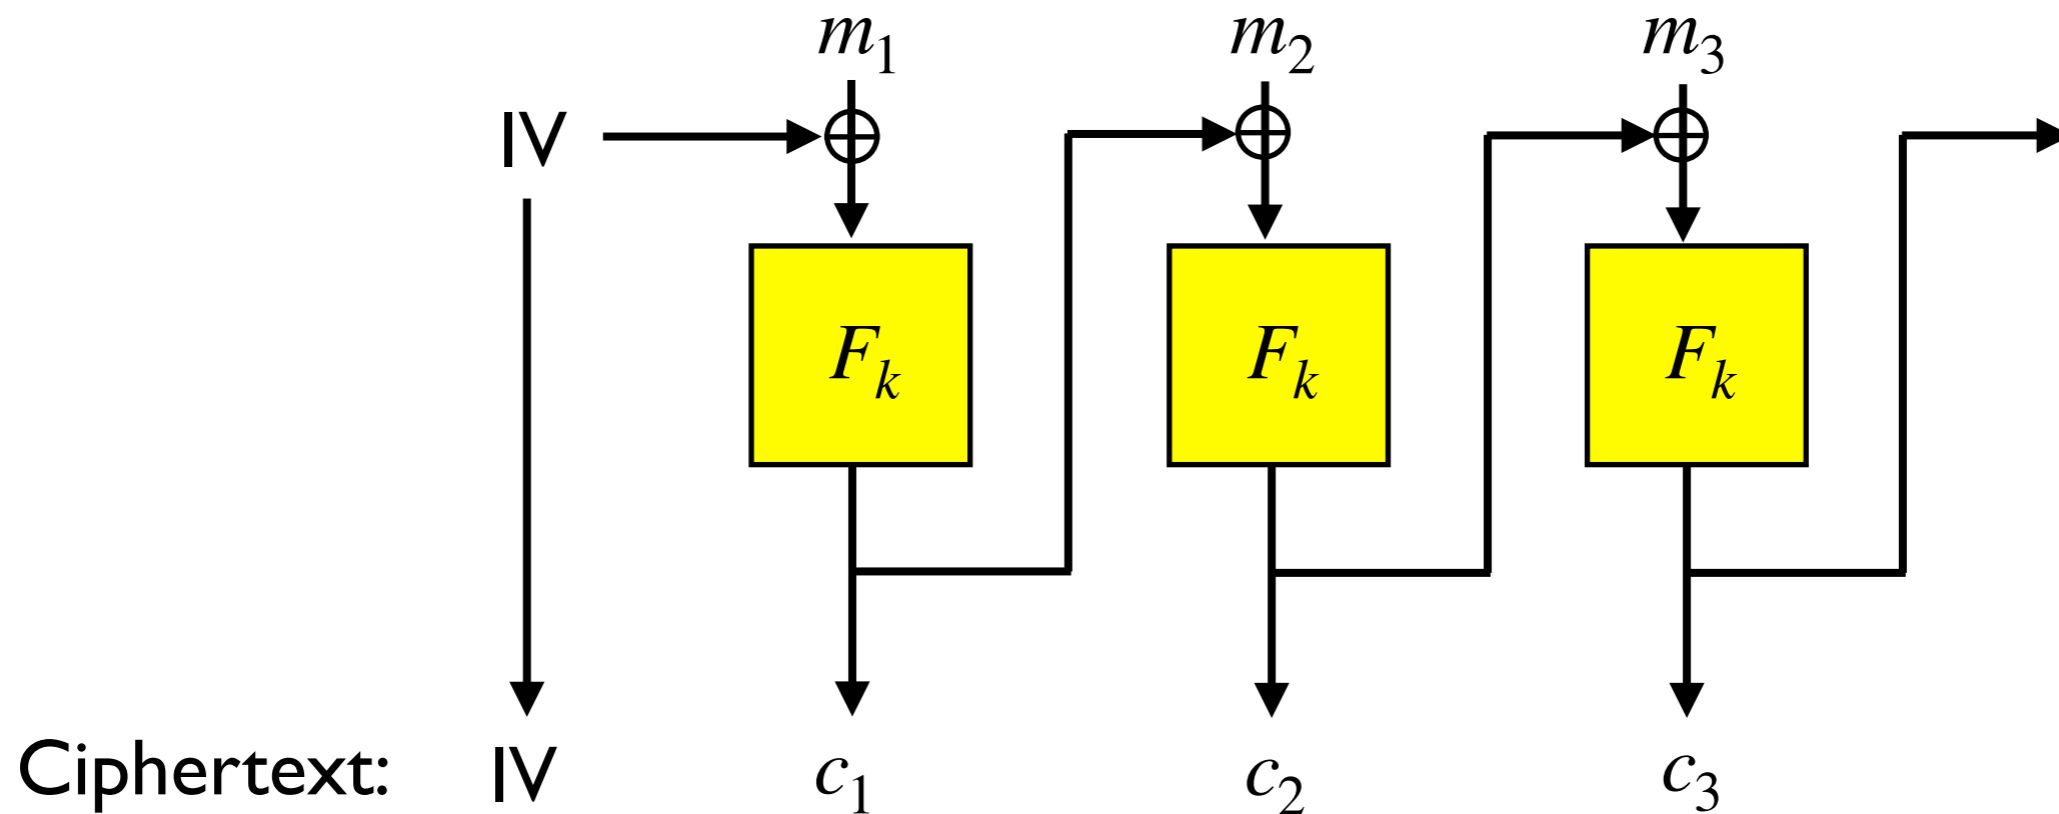 m₁ m₂ m₃
IV
Fₖ Fₖ Fₖ
Ciphertext: IV c₁ c₂ c₃